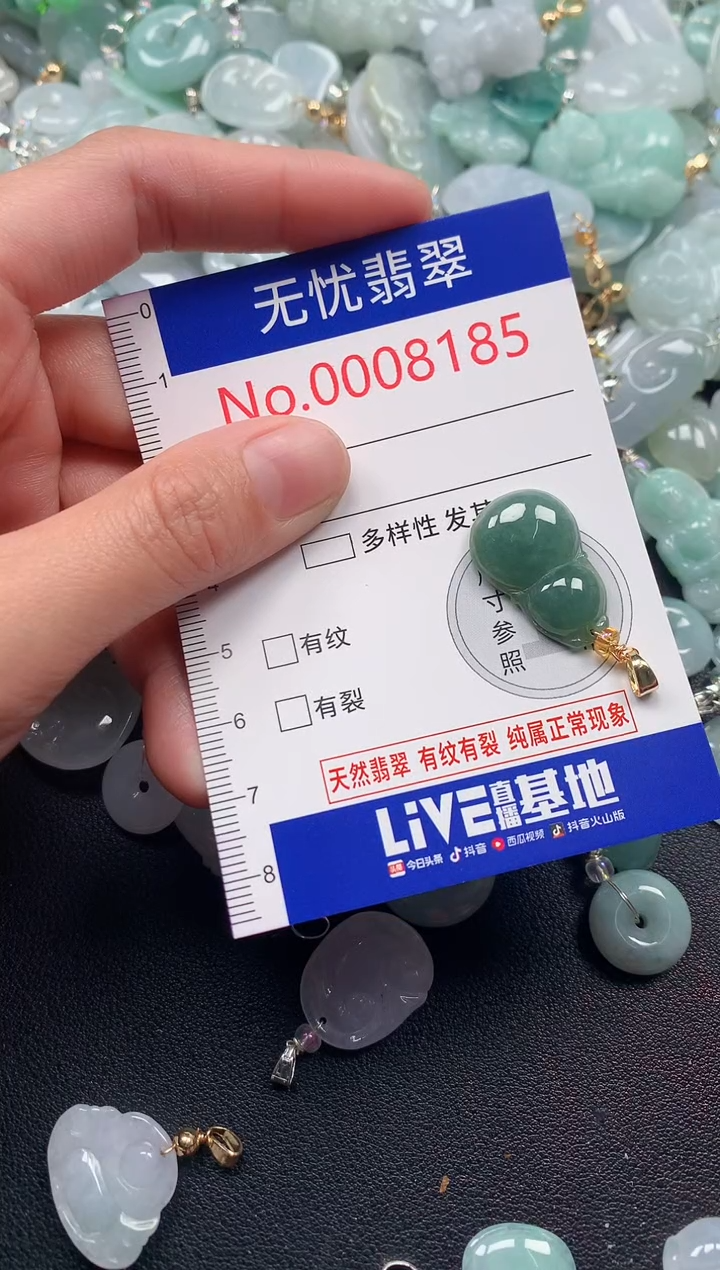 无忧翡翠
No.0008185
0
1
多样性 发
寸
参
照
5
有纹
6
有裂
天然翡翠 有纹有裂 纯属正常现象
7
LiVE直播基地
8
今日头条 抖音 西瓜视频 抖音火山版